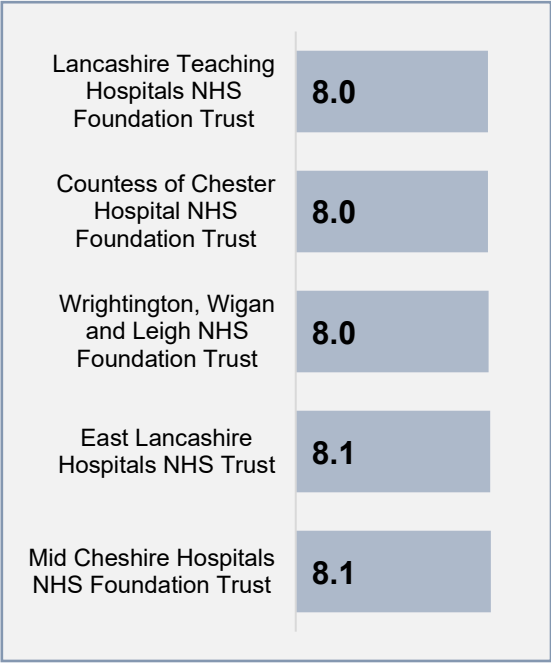 Lancashire Teaching
Hospitals NHS
Foundation Trust
8.0
Countess of Chester
Hospital NHS
Foundation Trust
8.0
Wrightington, Wigan
and Leigh NHS
Foundation Trust
8.0
East Lancashire
Hospitals NHS Trust
8.1
Mid Cheshire Hospitals
NHS Foundation Trust
8.1